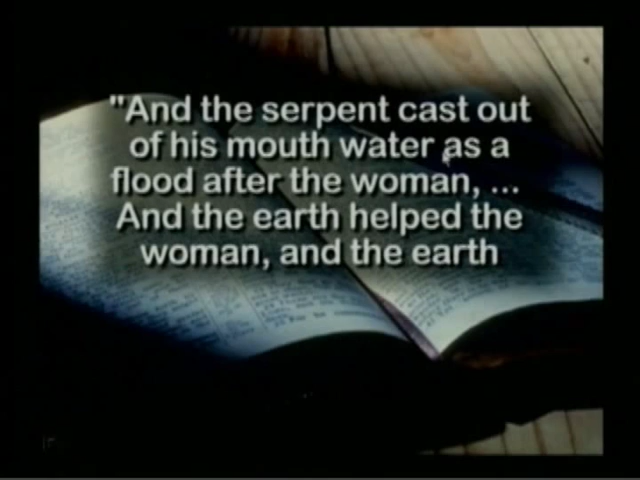 "And the serpent cast out
of his mouth water as a
flood after the woman, ...
And the earth helped the
woman, and the earth